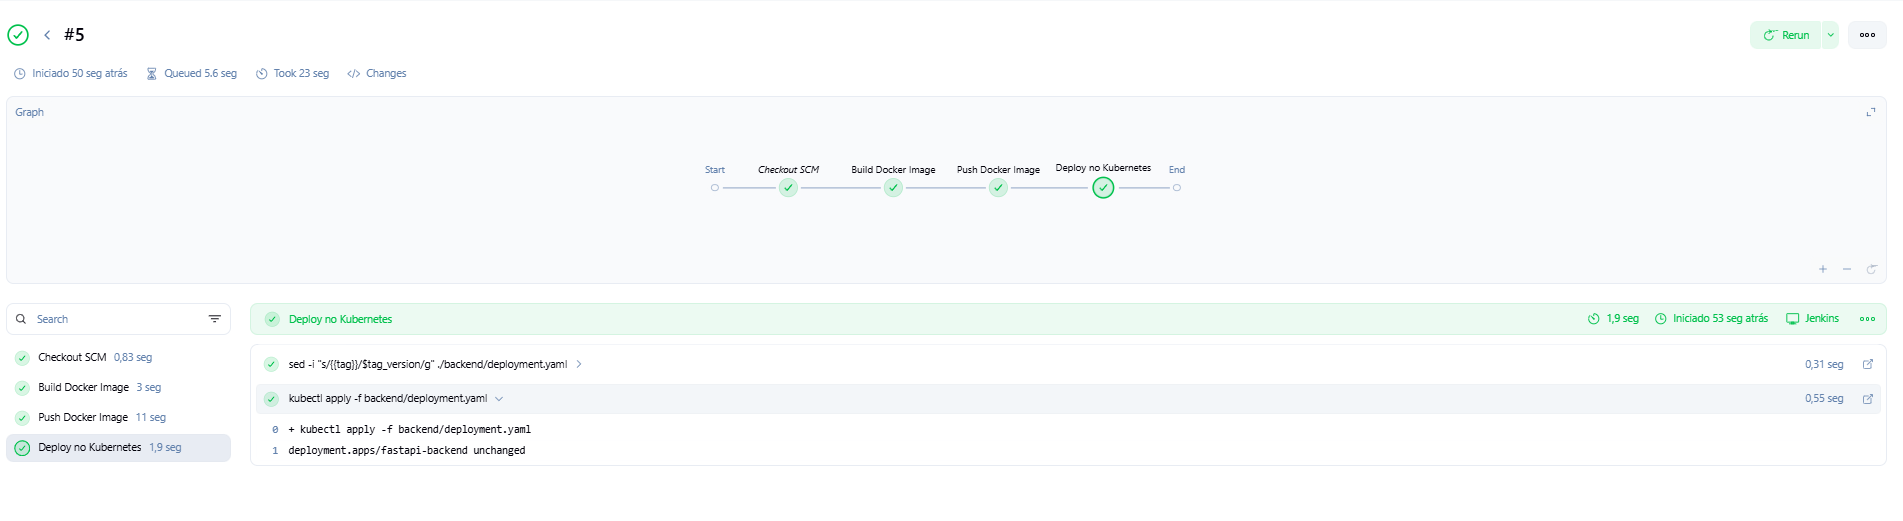 #5
Rerun
Iniciado 50 seg atrás
Queued 5.6 seg
Took 23 seg
Changes
Graph
Start
Checkout SCM
Build Docker Image
Push Docker Image
Deploy no Kubernetes
End
Search
Checkout SCM 0,83 seg
Build Docker Image 3 seg
Push Docker Image 11 seg
Deploy no Kubernetes 1,9 seg
Deploy no Kubernetes
1,9 seg
Iniciado 53 seg atrás
Jenkins
sed -i "s/{{tag}}/$tag_version/g" ./backend/deployment.yaml
0,31 seg
kubectl apply -f backend/deployment.yaml
0,55 seg
0 + kubectl apply -f backend/deployment.yaml
1 deployment.apps/fastapi-backend unchanged